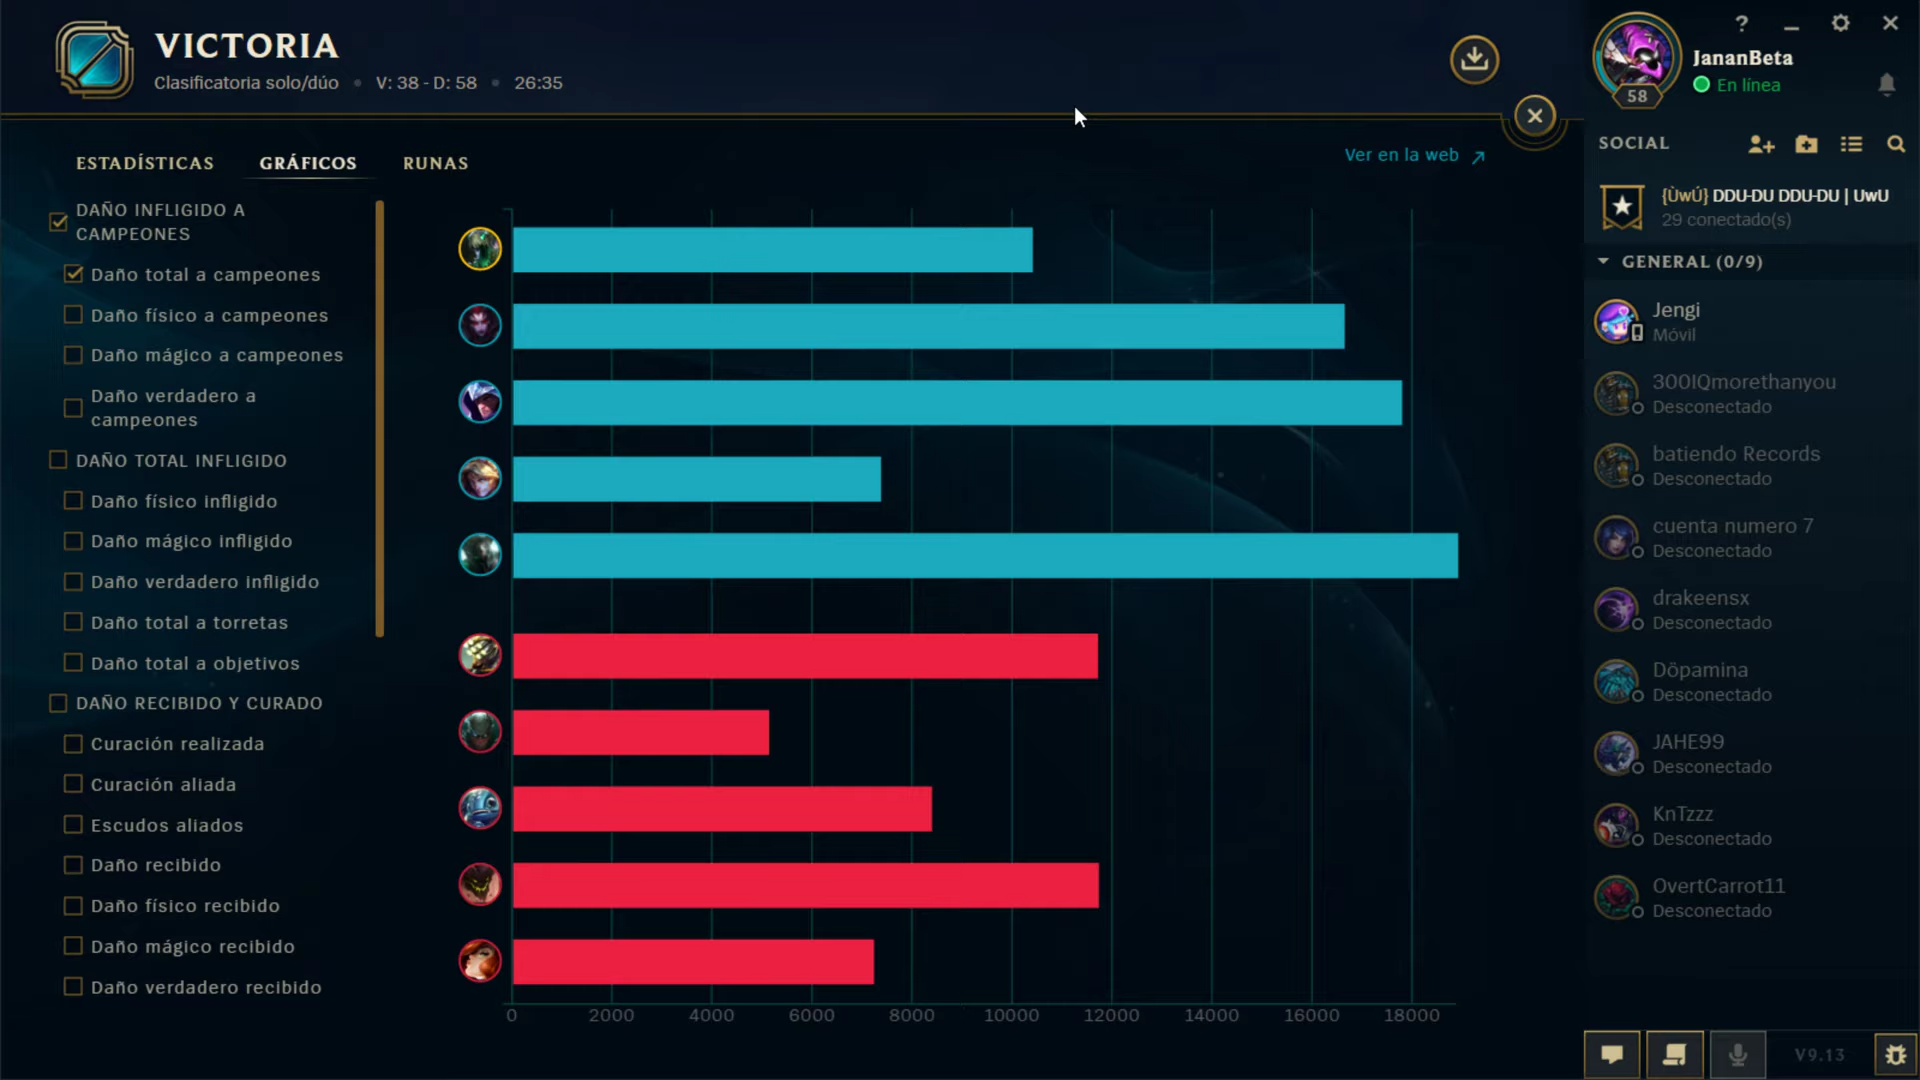 VICTORIA
Clasificatoria solo/dúo • V: 38 - D: 58 • 26:35
ESTADÍSTICAS GRÁFICOS RUNAS
Ver en la web
DAÑO INFLIGIDO A
CAMPEONES
Daño total a campeones
Daño físico a campeones
Daño mágico a campeones
Daño verdadero a
campeones
DAÑO TOTAL INFLIGIDO
Daño físico infligido
Daño mágico infligido
Daño verdadero infligido
Daño total a torretas
Daño total a objetivos
DAÑO RECIBIDO Y CURADO
Curación realizada
Curación aliada
Escudos aliados
Daño recibido
Daño físico recibido
Daño mágico recibido
Daño verdadero recibido
0 2000 4000 6000 8000 10000 12000 14000 16000 18000
?
JananBeta
En línea
58
SOCIAL
{ÙwÚ} DDU-DU DDU-DU | UwU
29 conectado(s)
GENERAL (0/9)
Jengi
Móvil
300IQmorethanyou
Desconectado
batiendo Records
Desconectado
cuenta numero 7
Desconectado
drakeensx
Desconectado
Döpamina
Desconectado
JAHE99
Desconectado
KnTzzz
Desconectado
OvertCarrot11
Desconectado
V9.13